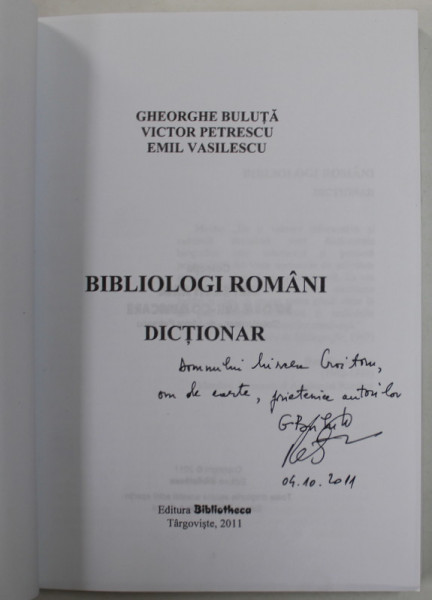 GHEORGHE BULUȚĂ
VICTOR PETRESCU
EMIL VASILESCU
BIBLIOLOGI ROMÂNI
DICȚIONAR
Domnului Mircea Croitoru,
om de carte, autorilor
04.10.2011
Editura Bibliotheca
Târgoviște, 2011